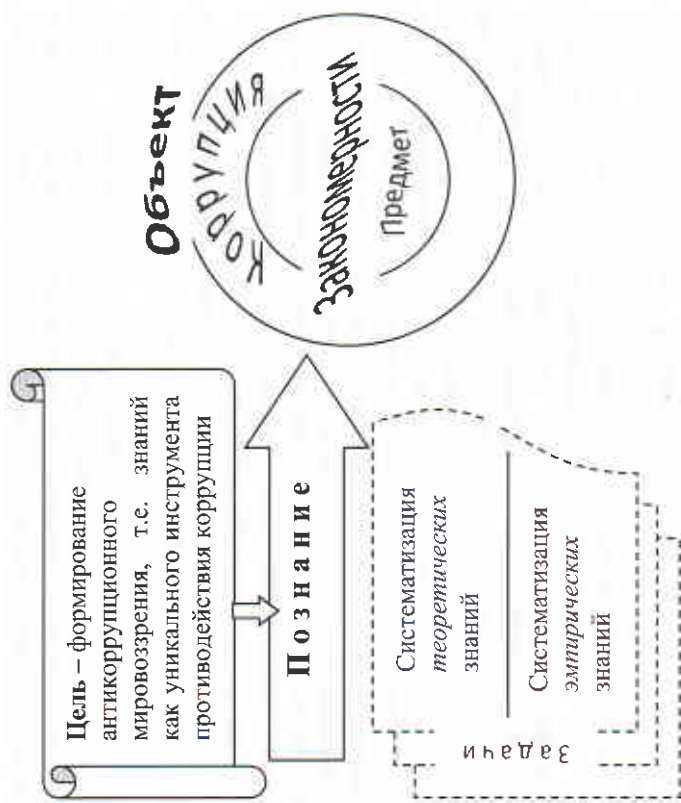 Цель – формирование
антикоррупционного
мировоззрения, т.е. знаний
как уникального инструмента
противодействия коррупции
Познание
Задачи
Систематизация
теоретических
знаний
Систематизация
эмпирических
знаний
Объект
Коррупция
Закономерности
Предмет